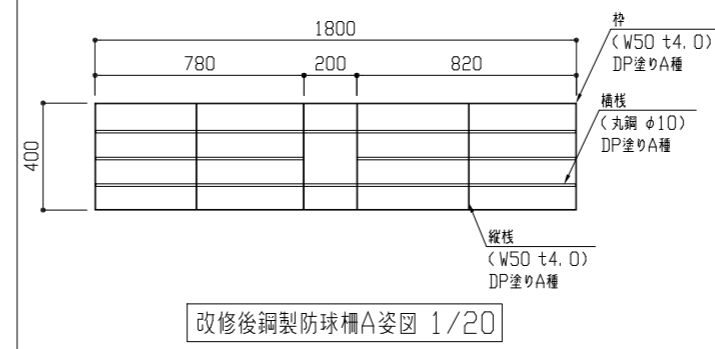 1800
780
200
820
400
枠
(W50 t4.0)
DP塗りA種
横桟
(丸鋼 φ10)
DP塗りA種
縦桟
(W50 t4.0)
DP塗りA種
改修後鋼製防球柵A姿図 1/20